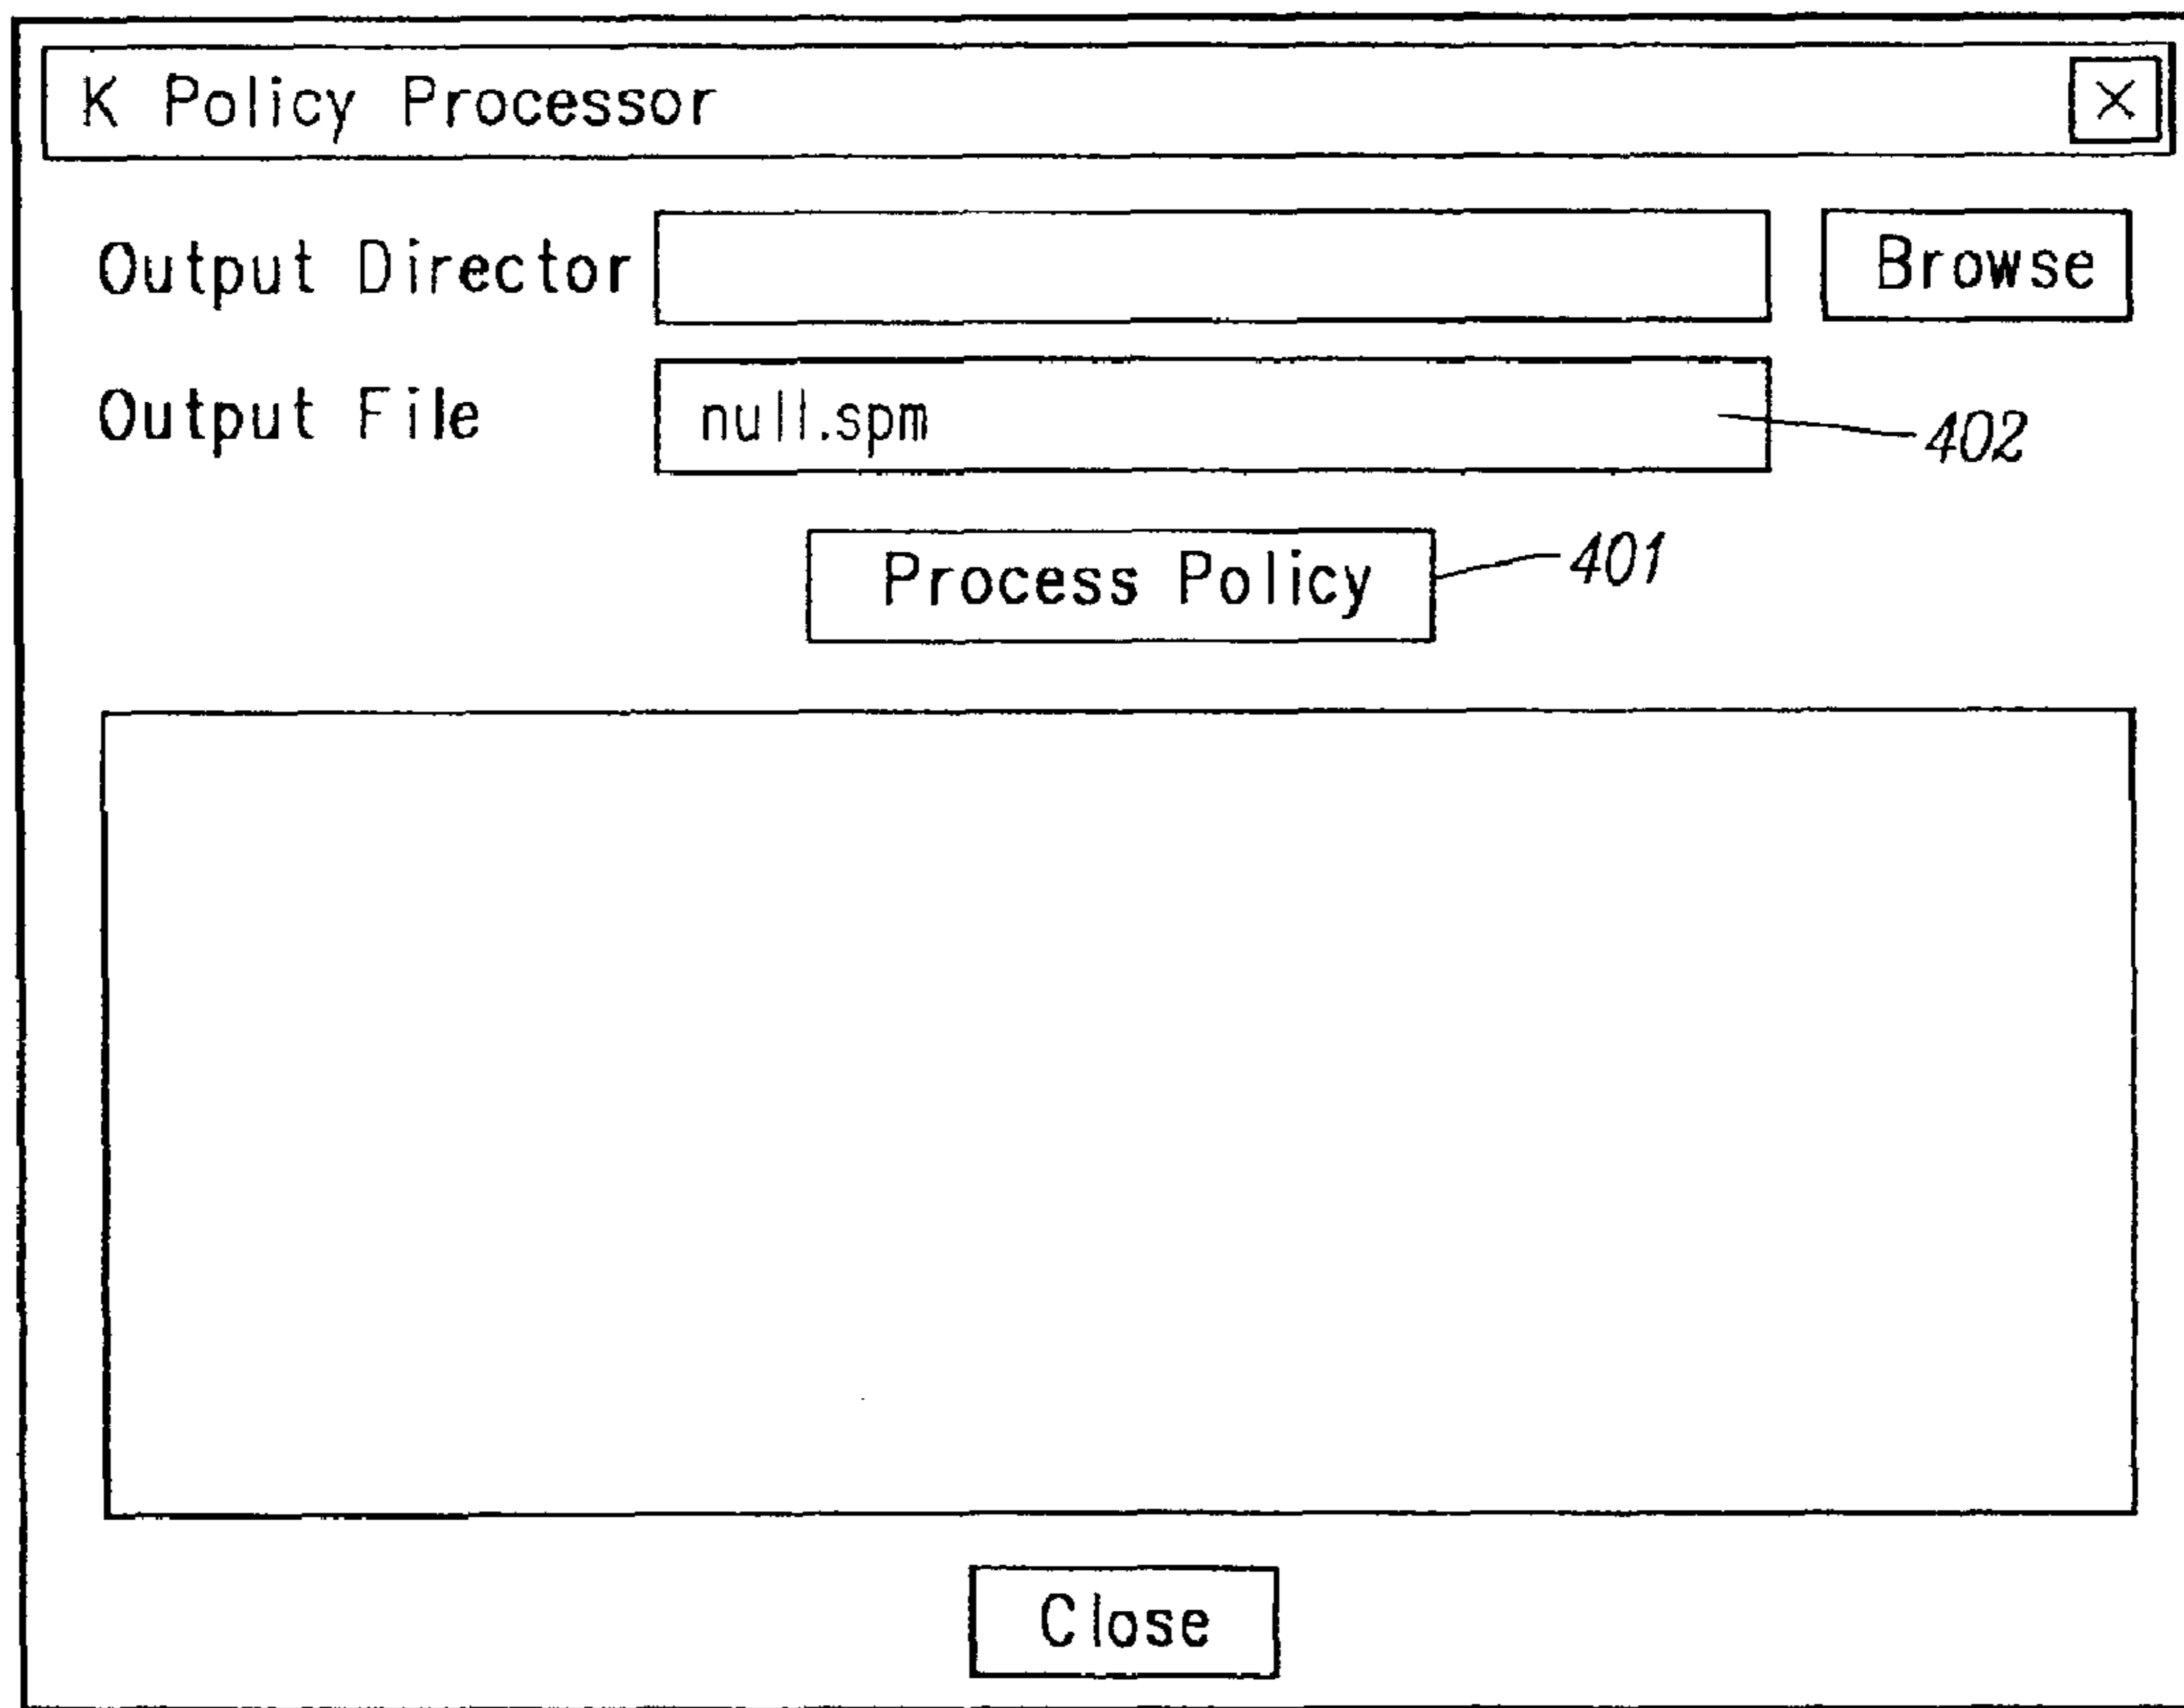 K Policy Processor X
Output Director Browse
Output File null.spm 402
Process Policy 401
Close